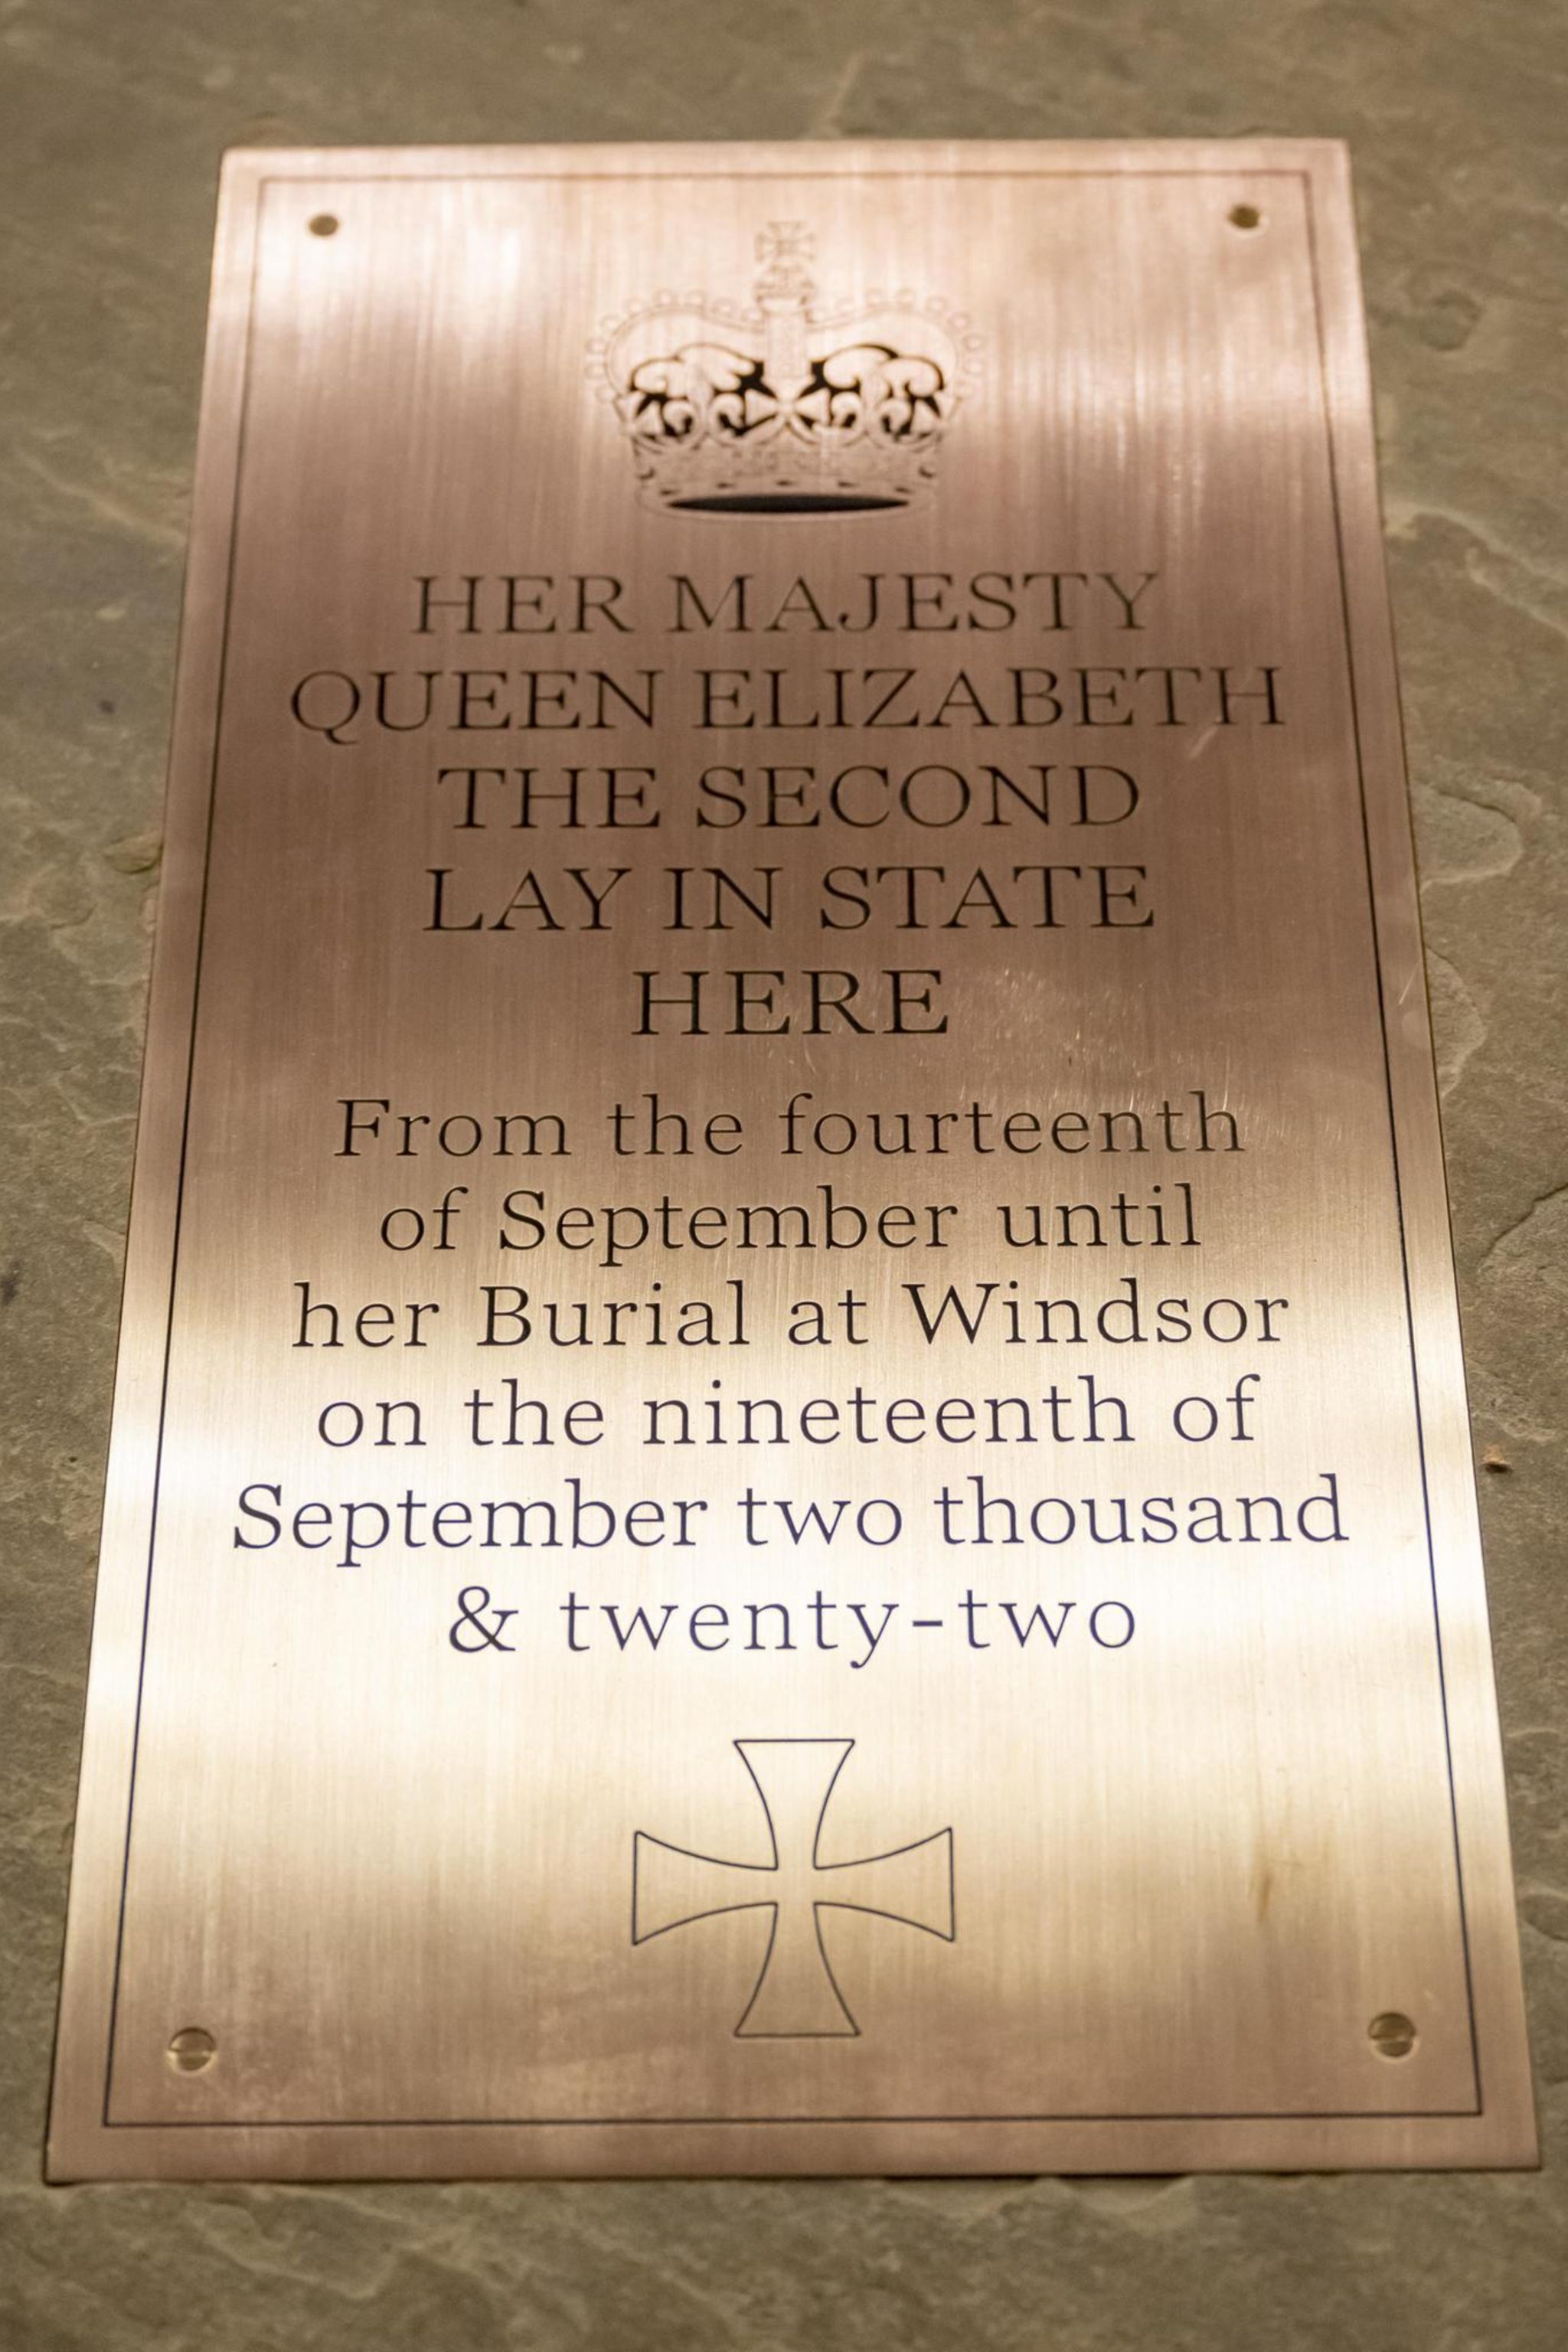 HER MAJESTY
QUEEN ELIZABETH
THE SECOND
LAY IN STATE
HERE
From the fourteenth
of September until
her Burial at Windsor
on the nineteenth of
September two thousand
& twenty-two